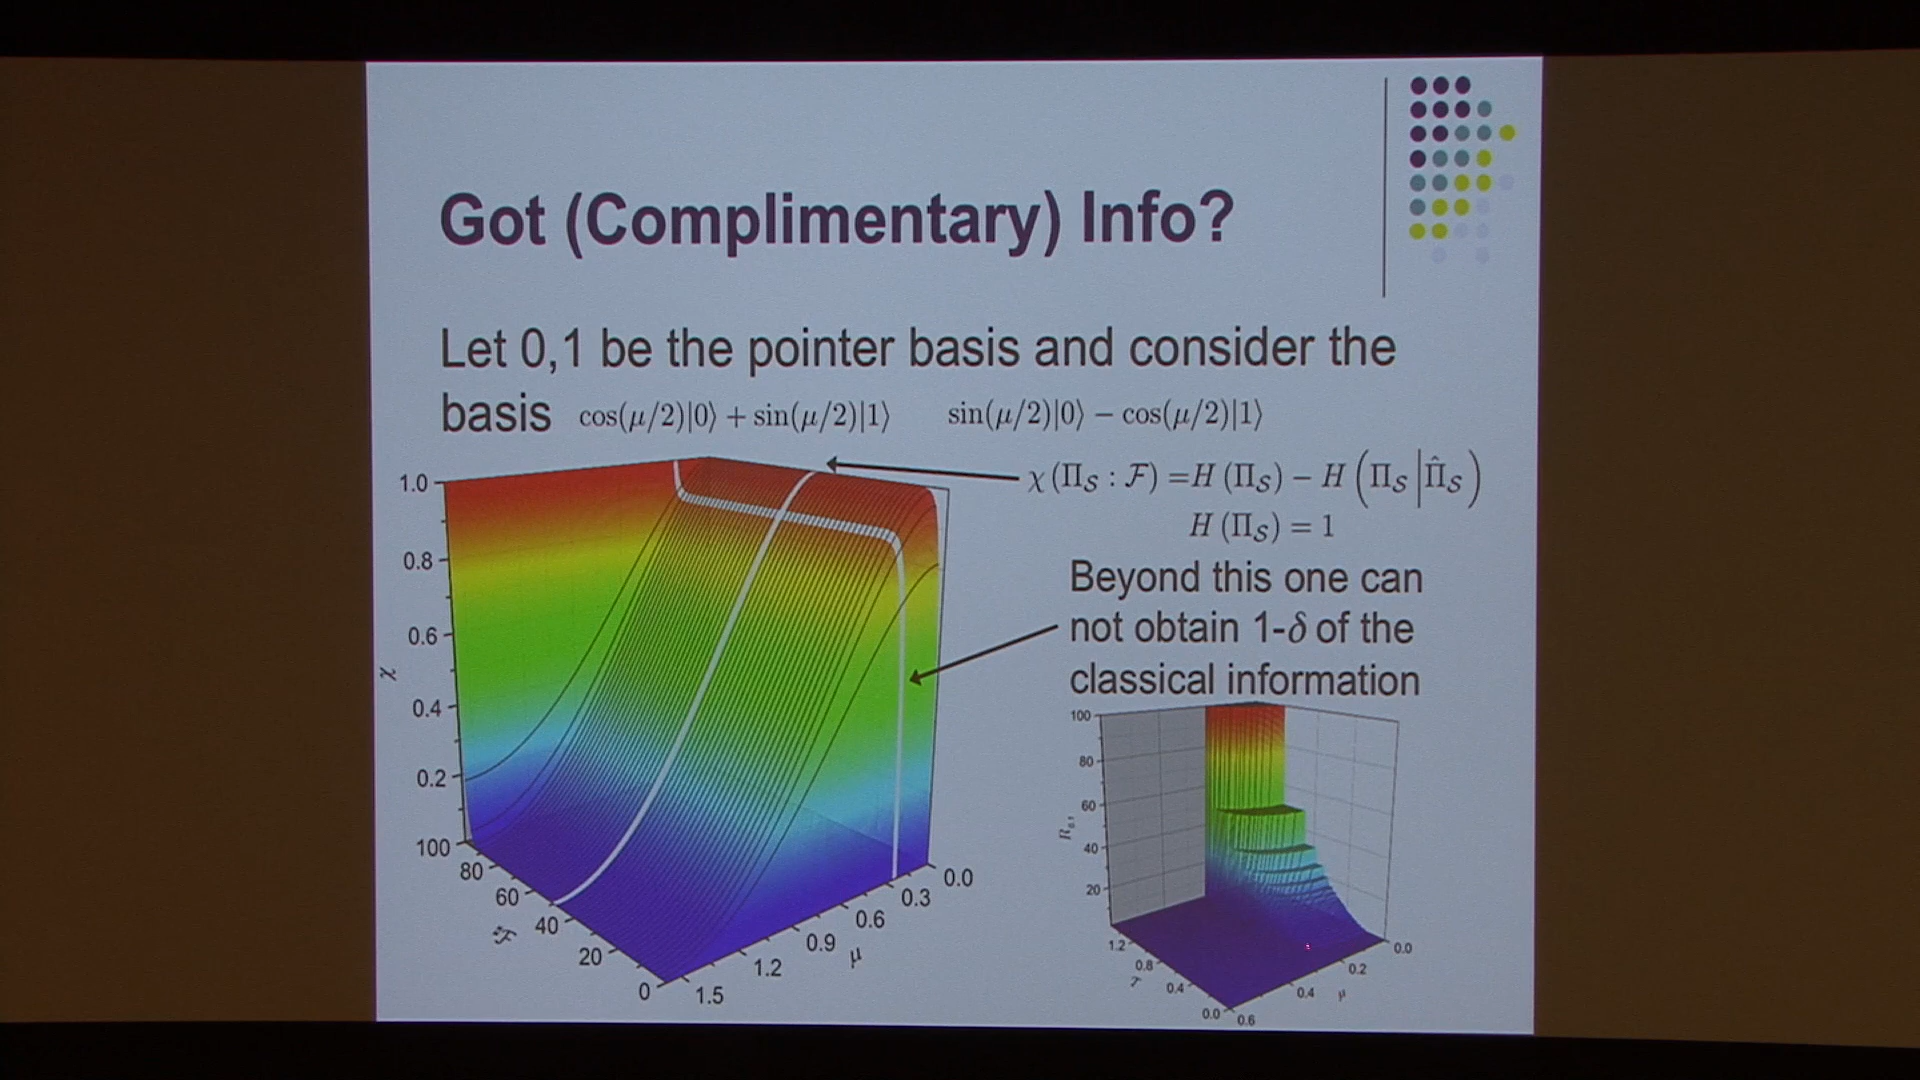 Got (Complimentary) Info?
Let 0,1 be the pointer basis and consider the
basis cos(μ/2)|0⟩ + sin(μ/2)|1⟩ sin(μ/2)|0⟩ − cos(μ/2)|1⟩
χ (Π_S : F) = H (Π_S) − H (Π_S | Π̂_S)
H (Π_S) = 1
Beyond this one can
not obtain 1-δ of the
classical information
1.0
0.8
0.6
0.4
0.2
χ
100
80
60
40
20
0
♯F
0.0
0.3
0.6
0.9
1.2
1.5
μ
100
80
60
40
20
1.2
0.8
0.4
0.0
T
0.0
0.2
0.4
0.6
μ